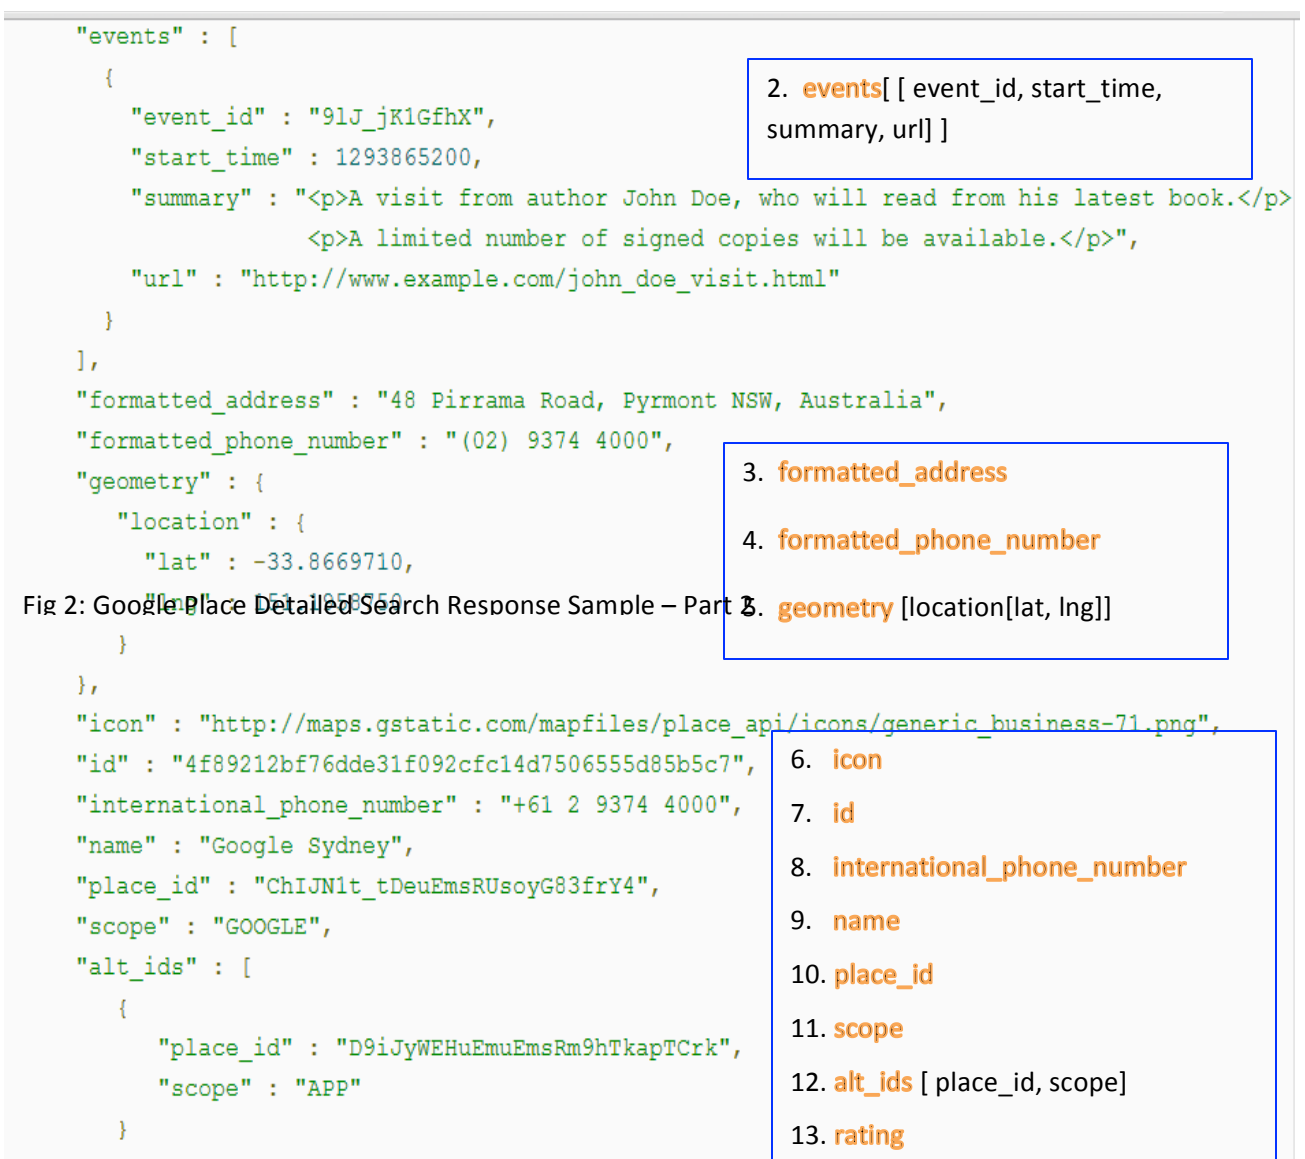 "events" : [
{
"event_id" : "9lJ_jK1GfhX",
"start_time" : 1293865200,
"summary" : "<p>A visit from author John Doe, who will read from his latest book.</p>
<p>A limited number of signed copies will be available.</p>",
"url" : "http://www.example.com/john_doe_visit.html"
}
],
2. events[ [ event_id, start_time,
summary, url] ]
"formatted_address" : "48 Pirrama Road, Pyrmont NSW, Australia",
"formatted_phone_number" : "(02) 9374 4000",
"geometry" : {
"location" : {
"lat" : -33.8669710,
"lng" : 151.1958750
Fig 2: Google Place Detailed Search Response Sample – Part 2
}
},
3. formatted_address
4. formatted_phone_number
5. geometry [location[lat, lng]]
"icon" : "http://maps.gstatic.com/mapfiles/place_api/icons/generic_business-71.png",
"id" : "4f89212bf76dde31f092cfc14d7506555d85b5c7",
"international_phone_number" : "+61 2 9374 4000",
"name" : "Google Sydney",
"place_id" : "ChIJN1t_tDeuEmsRUsoyG83frY4",
"scope" : "GOOGLE",
"alt_ids" : [
{
"place_id" : "D9iJyWEHuEmuEmsRm9hTkapTCrk",
"scope" : "APP"
}
6. icon
7. id
8. international_phone_number
9. name
10. place_id
11. scope
12. alt_ids [ place_id, scope]
13. rating